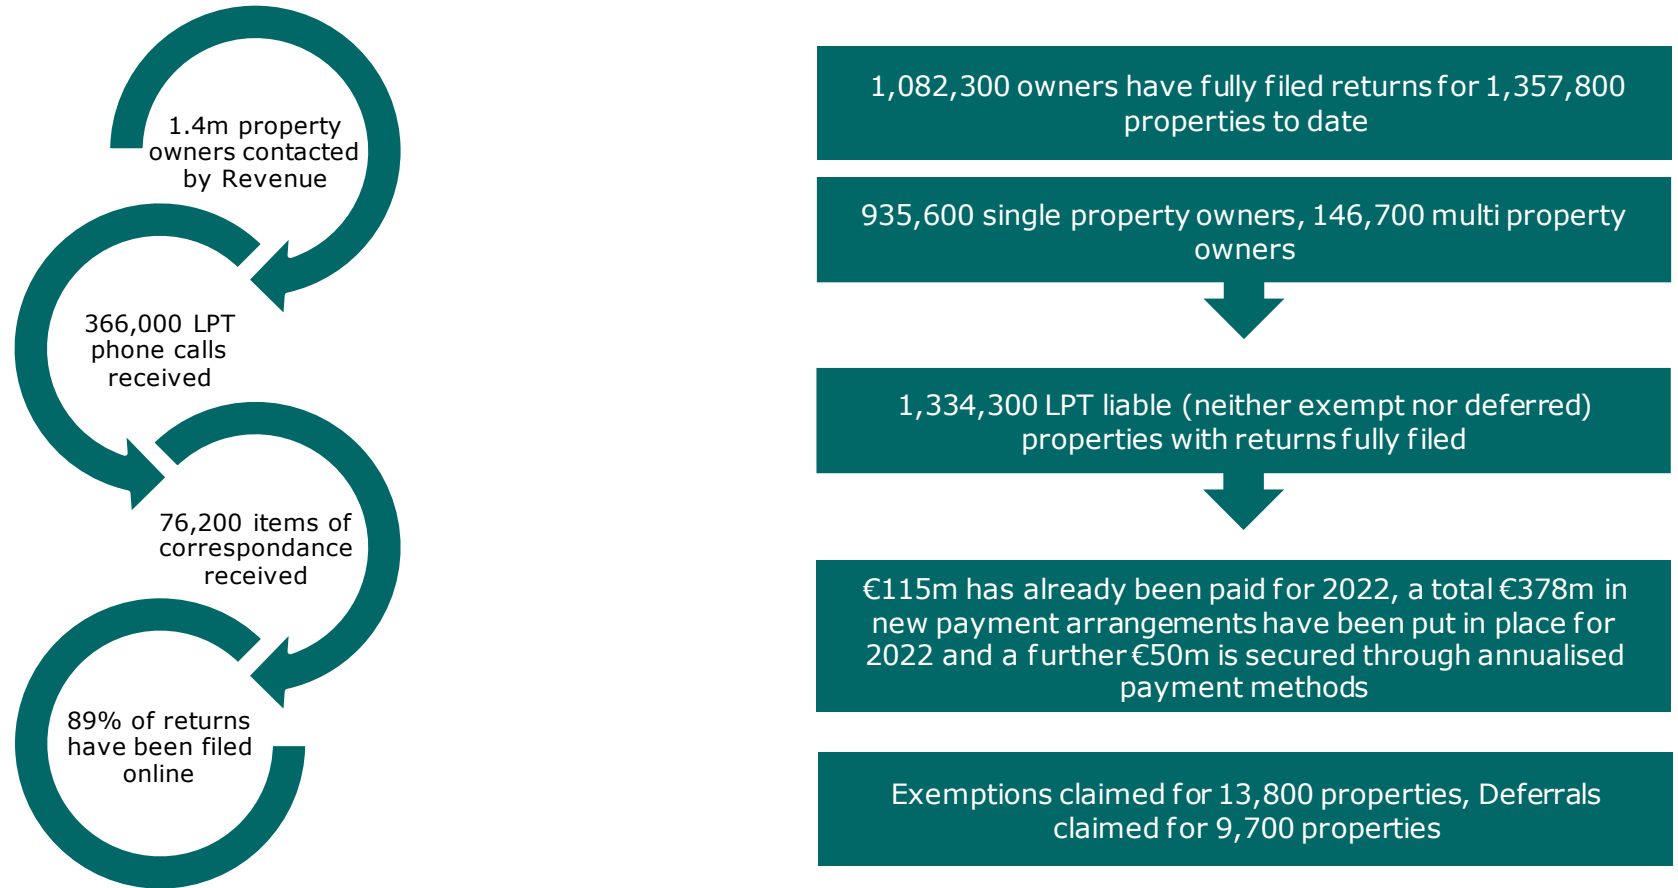 1.4m property
owners contacted
by Revenue
366,000 LPT
phone calls
received
76,200 items of
correspondance
received
89% of returns
have been filed
online
1,082,300 owners have fully filed returns for 1,357,800
properties to date
935,600 single property owners, 146,700 multi property
owners
1,334,300 LPT liable (neither exempt nor deferred)
properties with returns fully filed
€115m has already been paid for 2022, a total €378m in
new payment arrangements have been put in place for
2022 and a further €50m is secured through annualised
payment methods
Exemptions claimed for 13,800 properties, Deferrals
claimed for 9,700 properties